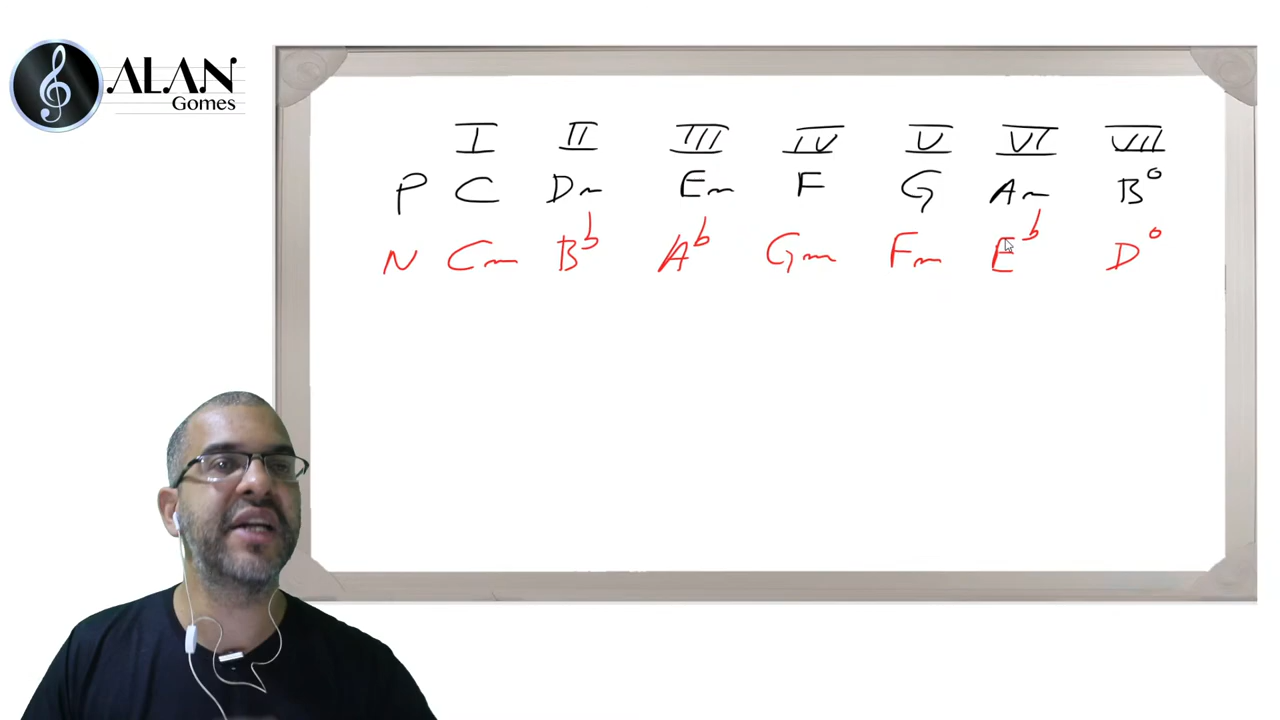 ALAN
Gomes
I II III IV V VI VII
P C Dm Em F G Am B°
N Cm B♭ A♭ Gm Fm E♭ D°